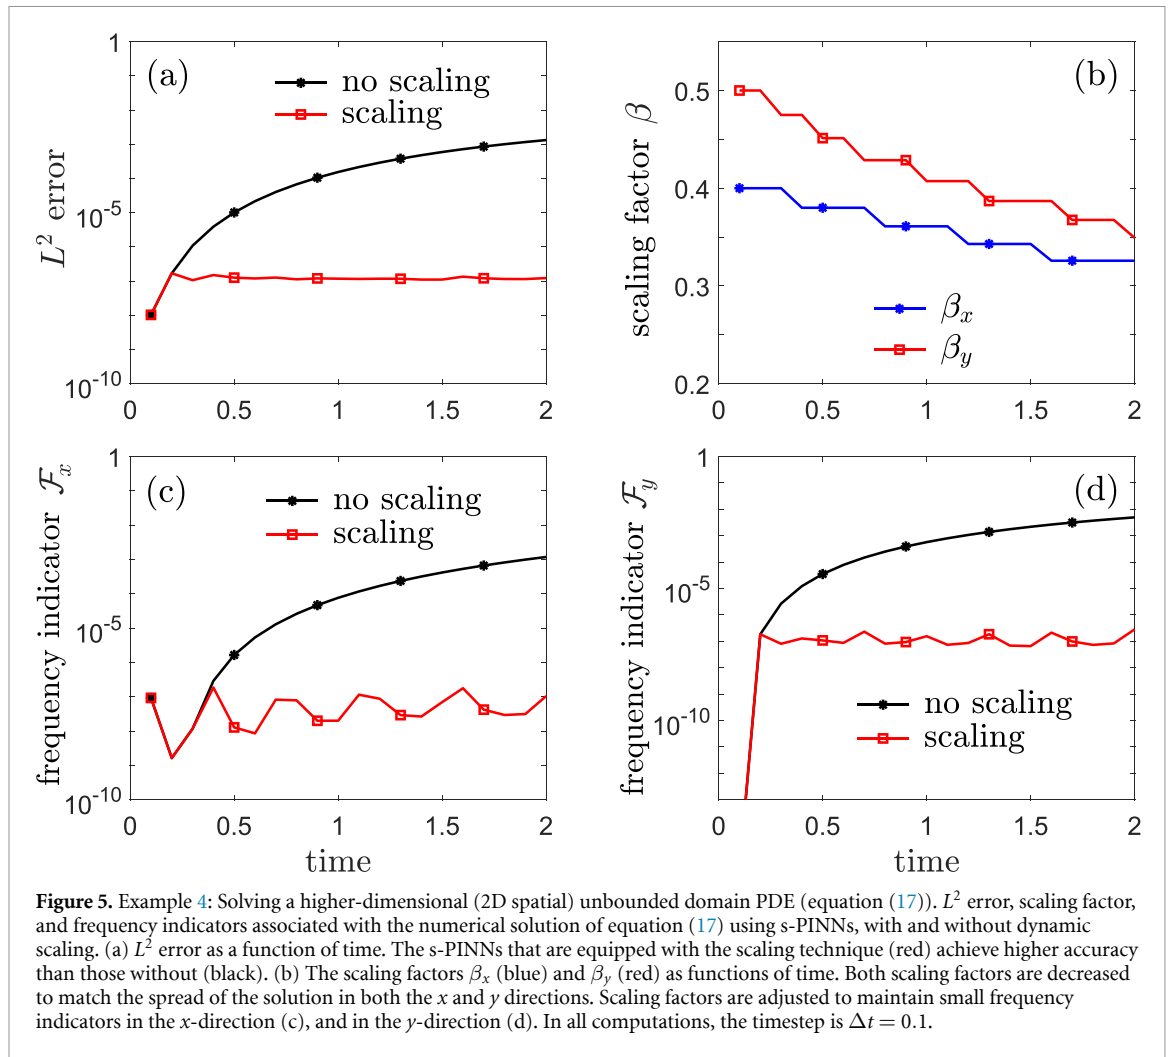 (a)
no scaling
scaling
L² error
1
10⁻⁵
10⁻¹⁰
0
0.5
1
1.5
2
(b)
scaling factor β
0.5
0.4
0.3
0.2
βₓ
β_y
0
0.5
1
1.5
2
(c)
no scaling
scaling
frequency indicator ℱₓ
1
10⁻⁵
10⁻¹⁰
0
0.5
1
1.5
2
time
(d)
frequency indicator ℱ_y
1
10⁻⁵
10⁻¹⁰
no scaling
scaling
0
0.5
1
1.5
2
time
Figure 5. Example 4: Solving a higher-dimensional (2D spatial) unbounded domain PDE (equation (17)). L² error, scaling factor,
and frequency indicators associated with the numerical solution of equation (17) using s-PINNs, with and without dynamic
scaling. (a) L² error as a function of time. The s-PINNs that are equipped with the scaling technique (red) achieve higher accuracy
than those without (black). (b) The scaling factors βₓ (blue) and β_y (red) as functions of time. Both scaling factors are decreased
to match the spread of the solution in both the x and y directions. Scaling factors are adjusted to maintain small frequency
indicators in the x-direction (c), and in the y-direction (d). In all computations, the timestep is Δt = 0.1.